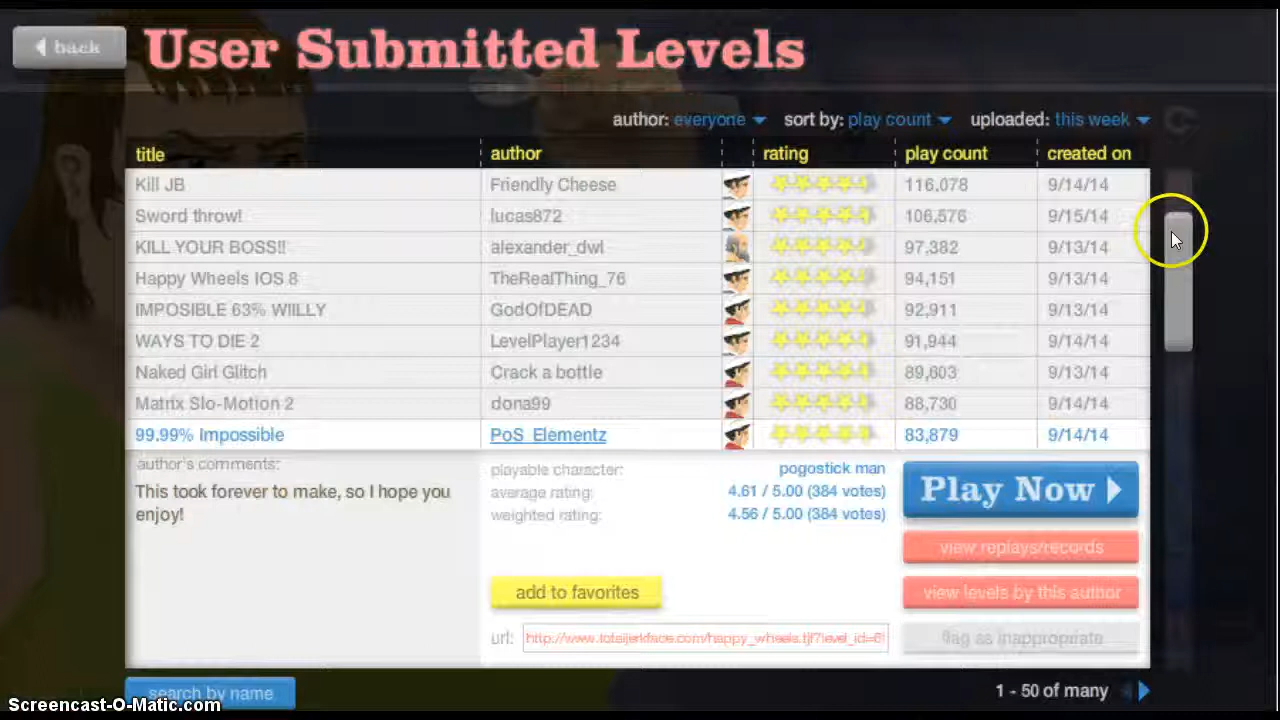 back
User Submitted Levels
author: everyone sort by: play count uploaded: this week
title author rating play count created on
Kill JB Friendly Cheese 116,078 9/14/14
Sword throw! lucas872 106,576 9/15/14
KILL YOUR BOSS!! alexander_dwl 97,382 9/13/14
Happy Wheels IOS 8 TheRealThing_76 94,151 9/13/14
IMPOSIBLE 63% WIILLY GodOfDEAD 92,911 9/13/14
WAYS TO DIE 2 LevelPlayer1234 91,944 9/14/14
Naked Girl Glitch Crack a bottle 89,603 9/13/14
Matrix Slo-Motion 2 dona99 88,730 9/14/14
99.99% Impossible PoS_Elementz 83,879 9/14/14
author's comments:
This took forever to make, so I hope you
enjoy!
playable character: pogostick man
average rating: 4.61 / 5.00 (384 votes)
weighted rating: 4.56 / 5.00 (384 votes)
Play Now
view replays/records
add to favorites
view levels by this author
url: http://www.totaljerkface.com/happy_wheels.tjf?level_id=6
flag as inappropriate
search by name
1 - 50 of many
Screencast-O-Matic.com